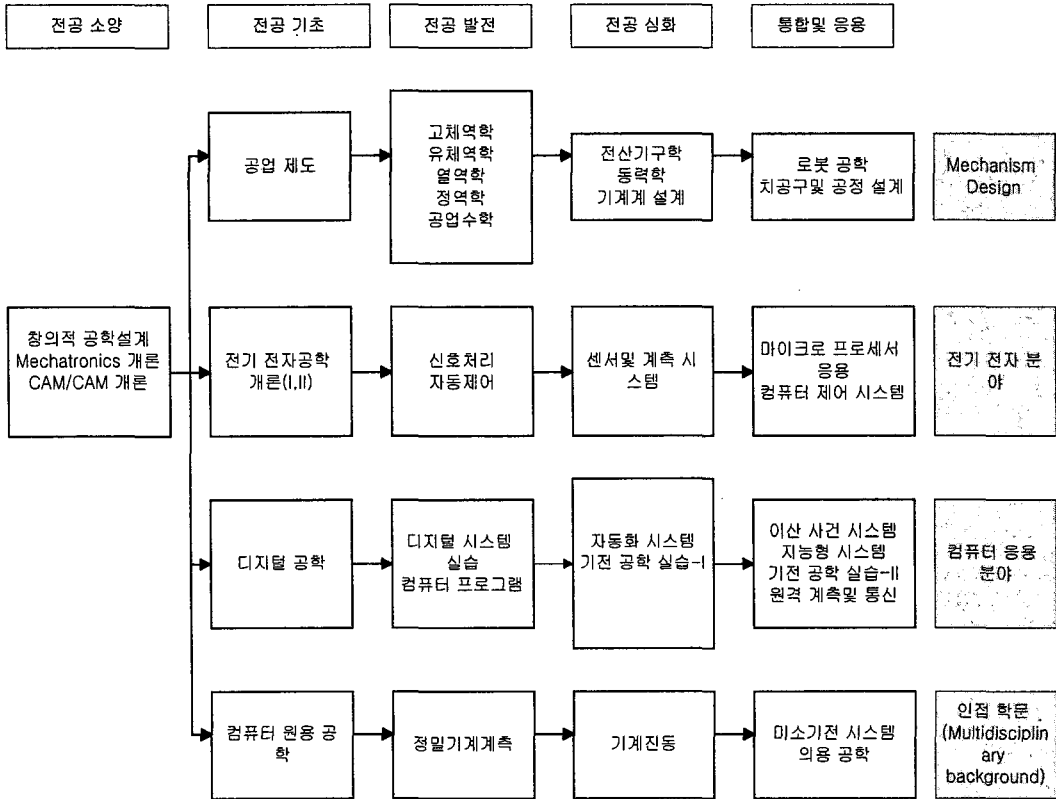 전공 소양
전공 기초
전공 발전
전공 심화
통합및 응용
공업 제도
고체역학
유체역학
열역학
정역학
공업수학
전산기구학
동력학
기계계 설계
로봇 공학
치공구및 공정 설계
Mechanism
Design
창의적 공학설계
Mechatronics 개론
CAM/CAM 개론
전기 전자공학
개론(I,II)
신호처리
자동제어
센서및 계측 시
스템
마이크로 프로세서
응용
컴퓨터 제어 시스템
전기 전자 분
야
디지털 공학
디지털 시스템
실습
컴퓨터 프로그램
자동화 시스템
기전 공학 실습-I
이산 사건 시스템
지능형 시스템
기전 공학 실습-II
원격 계측및 통신
컴퓨터 응용
분야
컴퓨터 원용 공
학
정밀기계계측
기계진동
미소기전 시스템
의용 공학
인접 학문
(Multidisciplin
ary
background)